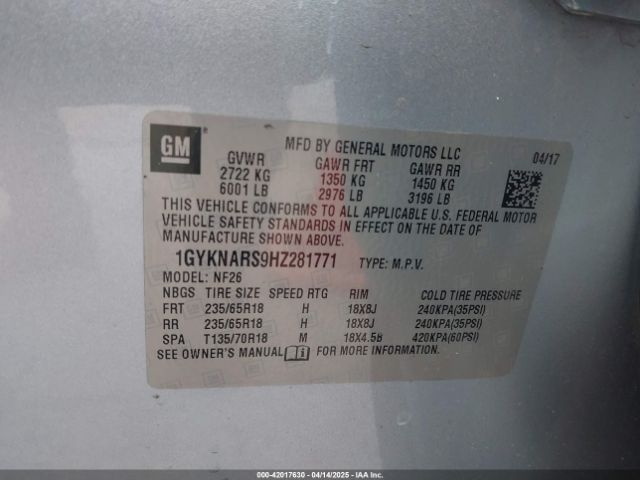 GM
MFD BY GENERAL MOTORS LLC
04/17
GVWR GAWR FRT GAWR RR
2722 KG 1350 KG 1450 KG
6001 LB 2976 LB 3196 LB
THIS VEHICLE CONFORMS TO ALL APPLICABLE U.S. FEDERAL MOTOR
VEHICLE SAFETY STANDARDS IN EFFECT ON THE DATE OF
MANUFACTURE SHOWN ABOVE.
1GYKNARS9HZ281771 TYPE: M.P.V.
MODEL: NF26
NBGS TIRE SIZE SPEED RTG RIM COLD TIRE PRESSURE
FRT 235/65R18 H 18X8J 240KPA(35PSI)
RR 235/65R18 H 18X8J 240KPA(35PSI)
SPA T135/70R18 M 18X4.5B 420KPA(60PSI)
SEE OWNER'S MANUAL FOR MORE INFORMATION.
000-42017630 - 04/14/2025 - IAAI.COM